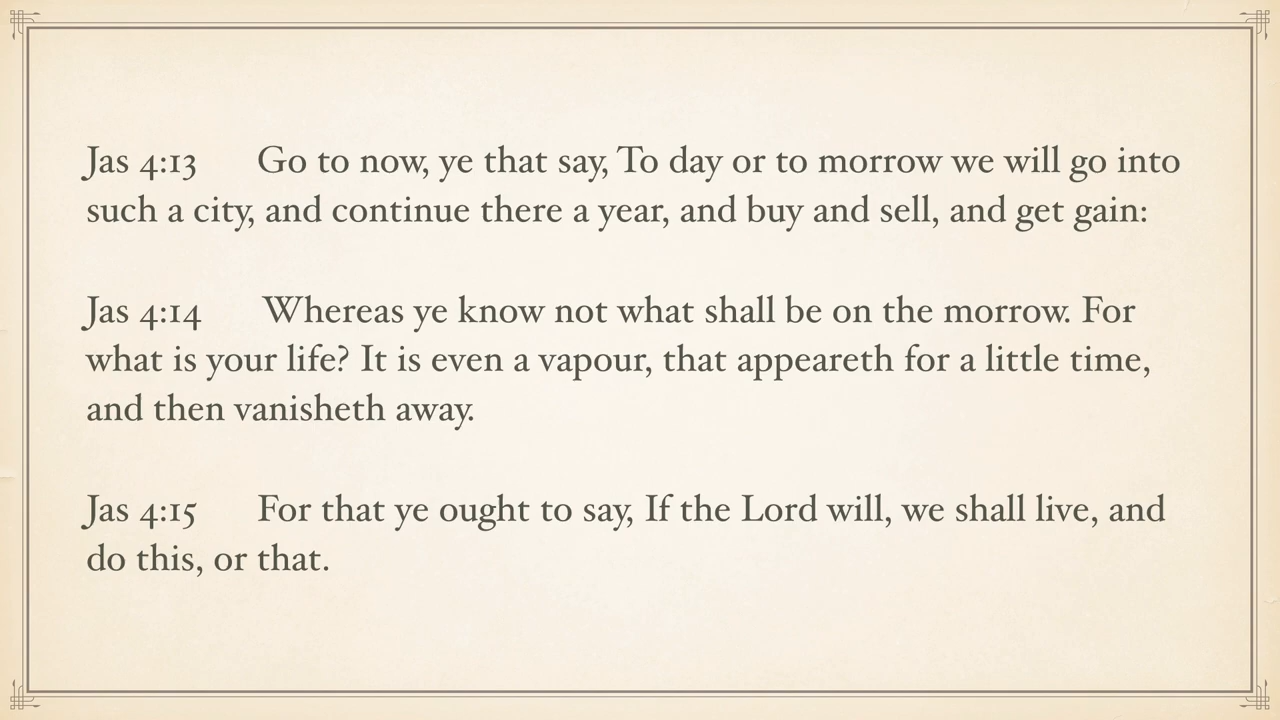 Jas 4:13 Go to now, ye that say, To day or to morrow we will go into
such a city, and continue there a year, and buy and sell, and get gain:
Jas 4:14 Whereas ye know not what shall be on the morrow. For
what is your life? It is even a vapour, that appeareth for a little time,
and then vanisheth away.
Jas 4:15 For that ye ought to say, If the Lord will, we shall live, and
do this, or that.